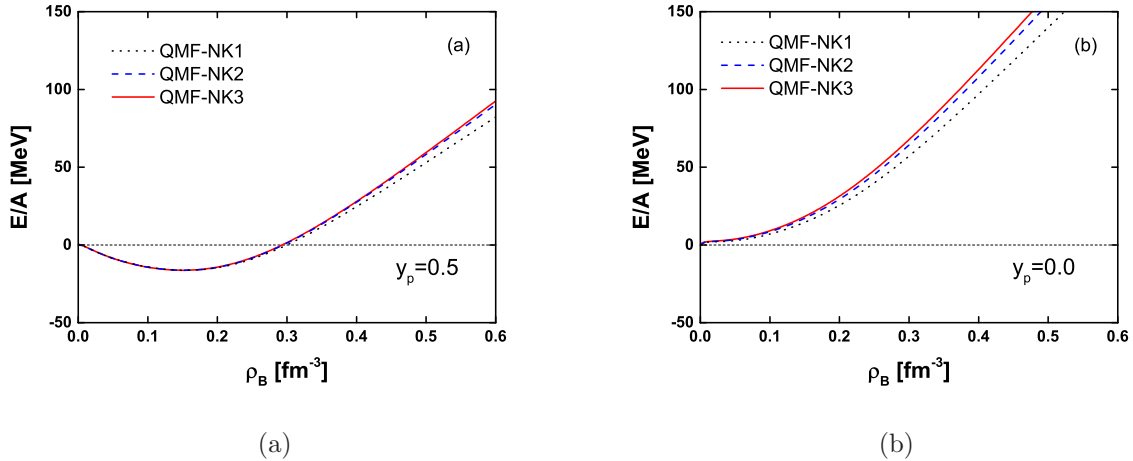 150
100
50
0
-50
E/A [MeV]
QMF-NK1
QMF-NK2
QMF-NK3
(a)
y_p=0.5
0.0 0.1 0.2 0.3 0.4 0.5 0.6
ρ_B [fm^-3]
(a)
150
100
50
0
-50
E/A [MeV]
QMF-NK1
QMF-NK2
QMF-NK3
(b)
y_p=0.0
0.0 0.1 0.2 0.3 0.4 0.5 0.6
ρ_B [fm^-3]
(b)